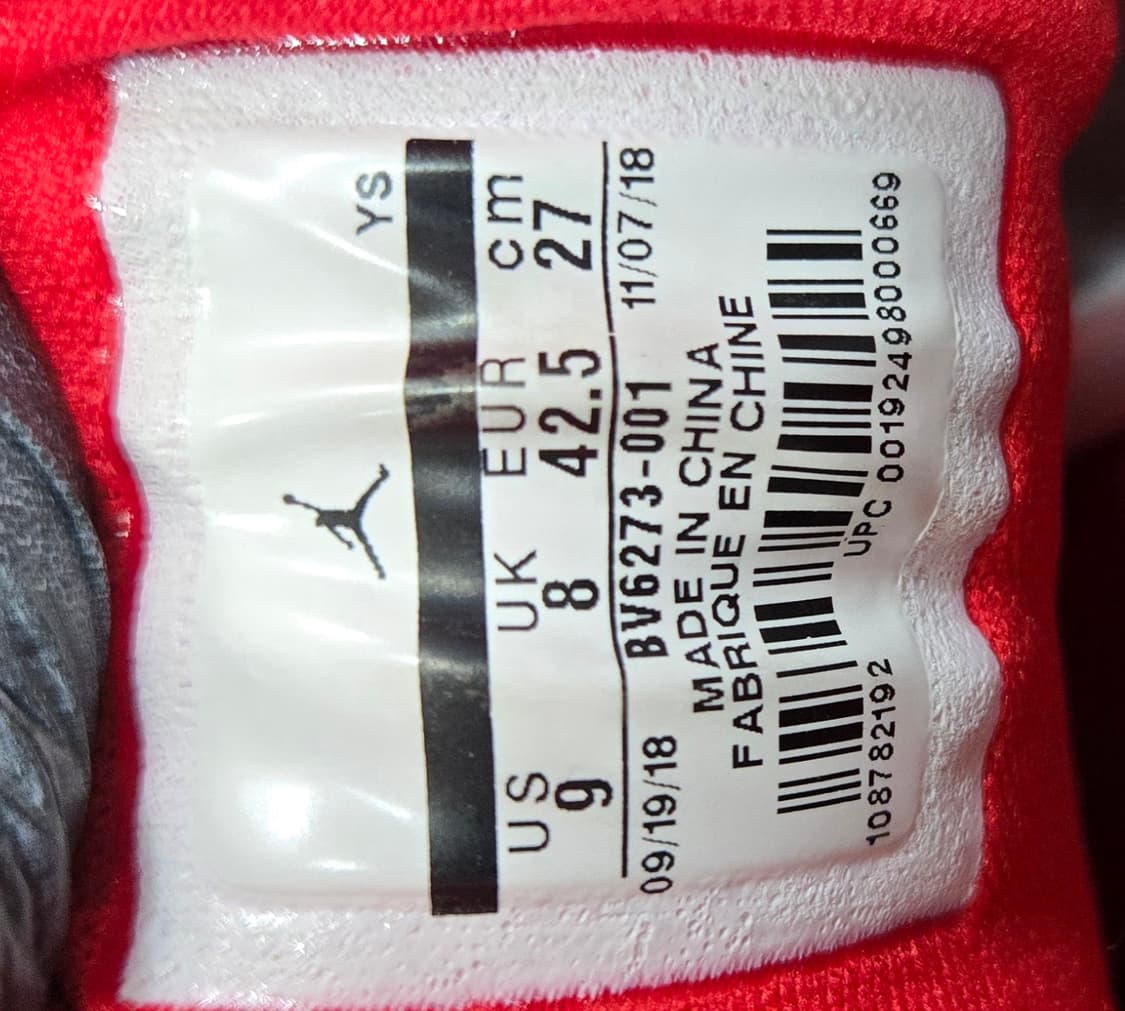 YS
US UK EUR cm
9 8 42.5 27
09/19/18 BV6273-001 11/07/18
MADE IN CHINA
FABRIQUE EN CHINE
108782192 UPC 00192498000669